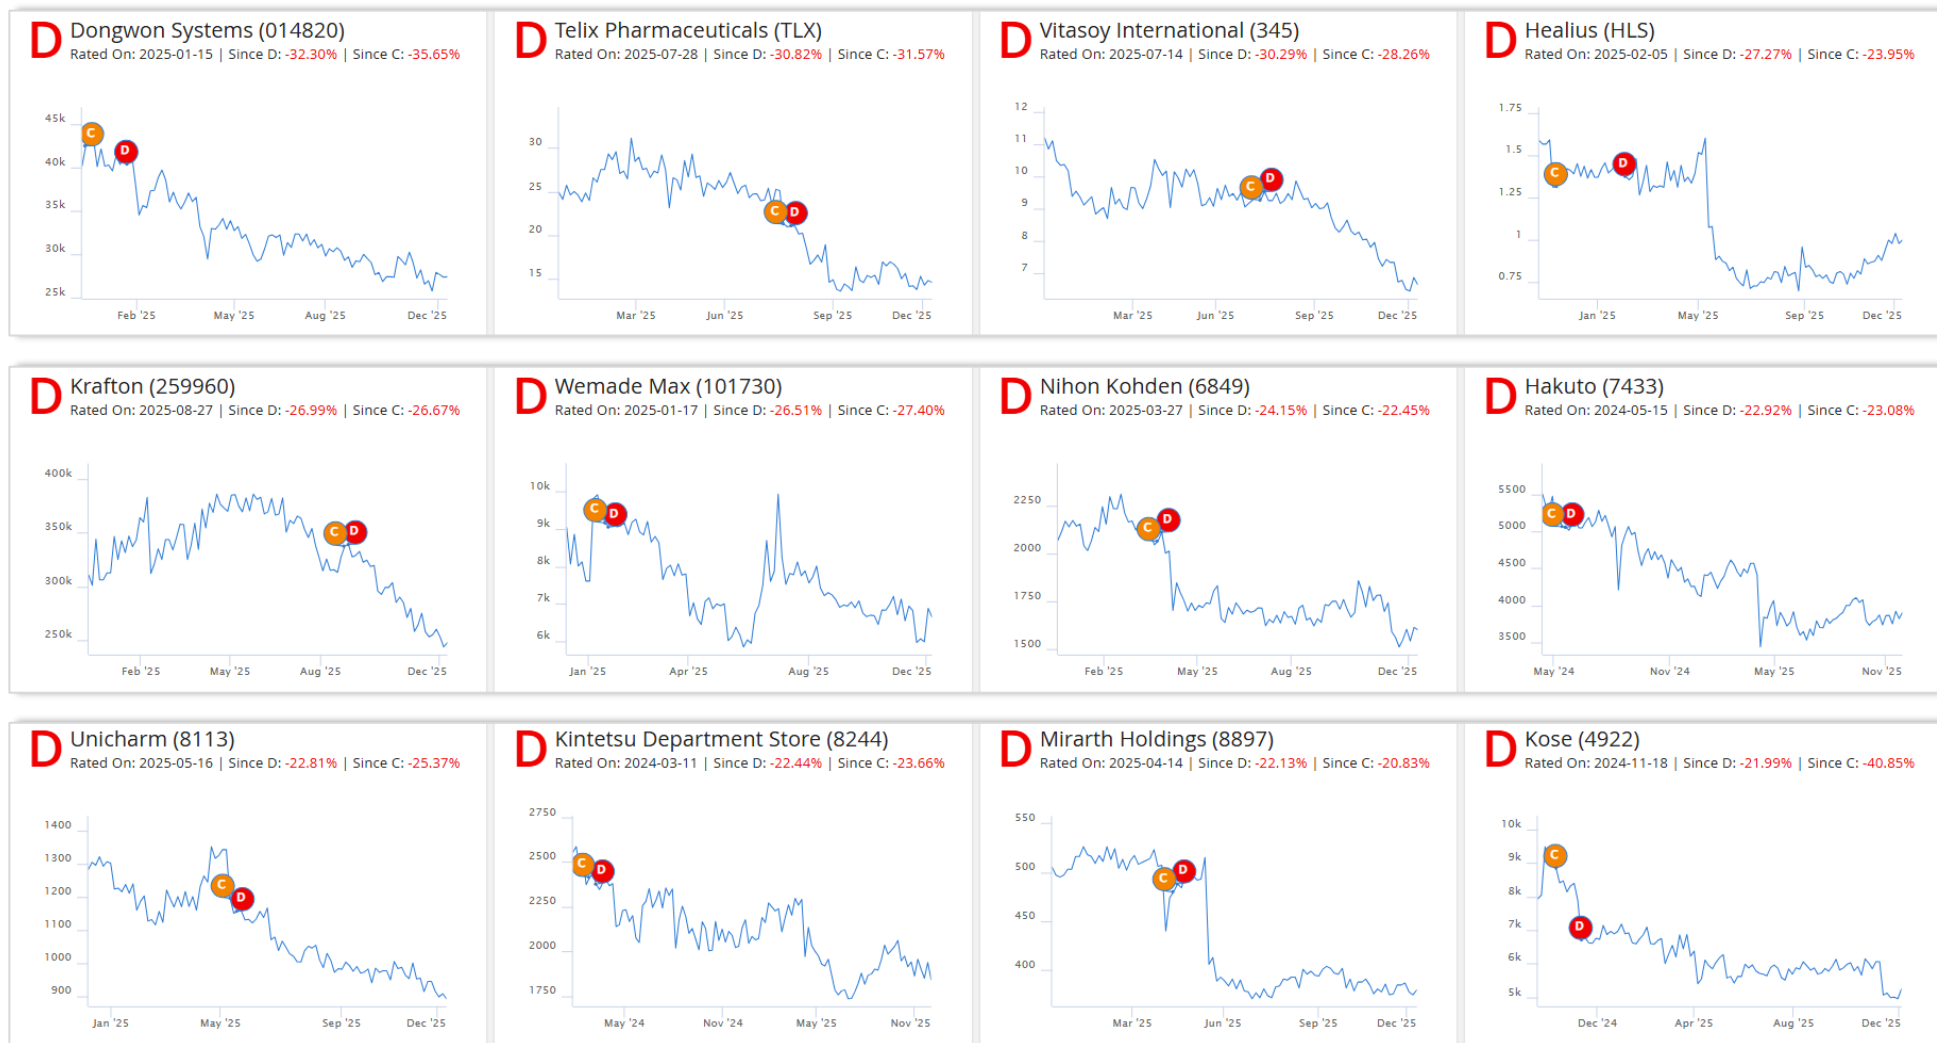 D Dongwon Systems (014820)
Rated On: 2025-01-15 | Since D: -32.30% | Since C: -35.65%
45k
40k
35k
30k
25k
C
D
Feb '25 May '25 Aug '25 Dec '25
D Telix Pharmaceuticals (TLX)
Rated On: 2025-07-28 | Since D: -30.82% | Since C: -31.57%
30
25
20
15
C
D
Mar '25 Jun '25 Sep '25 Dec '25
D Vitasoy International (345)
Rated On: 2025-07-14 | Since D: -30.29% | Since C: -28.26%
12
11
10
9
8
7
C
D
Mar '25 Jun '25 Sep '25 Dec '25
D Healius (HLS)
Rated On: 2025-02-05 | Since D: -27.27% | Since C: -23.95%
1.75
1.5
1.25
1
0.75
C
D
Jan '25 May '25 Sep '25 Dec '25
D Krafton (259960)
Rated On: 2025-08-27 | Since D: -26.99% | Since C: -26.67%
400k
350k
300k
250k
C
D
Feb '25 May '25 Aug '25 Dec '25
D Wemade Max (101730)
Rated On: 2025-01-17 | Since D: -26.51% | Since C: -27.40%
10k
9k
8k
7k
6k
C
D
Jan '25 Apr '25 Aug '25 Dec '25
D Nihon Kohden (6849)
Rated On: 2025-03-27 | Since D: -24.15% | Since C: -22.45%
2250
2000
1750
1500
C
D
Feb '25 May '25 Aug '25 Dec '25
D Hakuto (7433)
Rated On: 2024-05-15 | Since D: -22.92% | Since C: -23.08%
5500
5000
4500
4000
3500
C
D
May '24 Nov '24 May '25 Nov '25
D Unicharm (8113)
Rated On: 2025-05-16 | Since D: -22.81% | Since C: -25.37%
1400
1300
1200
1100
1000
900
C
D
Jan '25 May '25 Sep '25 Dec '25
D Kintetsu Department Store (8244)
Rated On: 2024-03-11 | Since D: -22.44% | Since C: -23.66%
2750
2500
2250
2000
1750
C
D
May '24 Nov '24 May '25 Nov '25
D Mirarth Holdings (8897)
Rated On: 2025-04-14 | Since D: -22.13% | Since C: -20.83%
550
500
450
400
C
D
Mar '25 Jun '25 Sep '25 Dec '25
D Kose (4922)
Rated On: 2024-11-18 | Since D: -21.99% | Since C: -40.85%
10k
9k
8k
7k
6k
5k
C
D
Dec '24 Apr '25 Aug '25 Dec '25